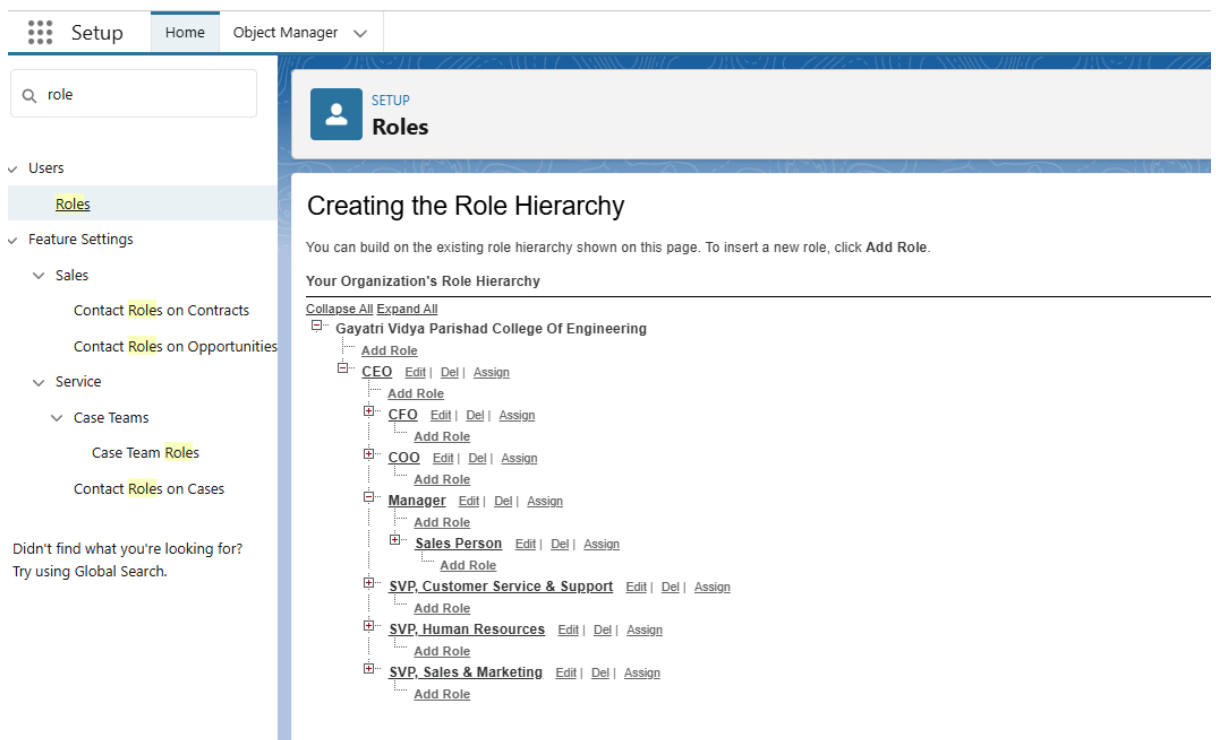 Setup Home Object Manager
role
Users
Roles
Feature Settings
Sales
Contact Roles on Contracts
Contact Roles on Opportunities
Service
Case Teams
Case Team Roles
Contact Roles on Cases
Didn't find what you're looking for?
Try using Global Search.
SETUP
Roles
Creating the Role Hierarchy
You can build on the existing role hierarchy shown on this page. To insert a new role, click Add Role.
Your Organization's Role Hierarchy
Collapse All Expand All
Gayatri Vidya Parishad College Of Engineering
Add Role
CEO Edit | Del | Assign
Add Role
CFO Edit | Del | Assign
Add Role
COO Edit | Del | Assign
Add Role
Manager Edit | Del | Assign
Add Role
Sales Person Edit | Del | Assign
Add Role
SVP, Customer Service & Support Edit | Del | Assign
Add Role
SVP, Human Resources Edit | Del | Assign
Add Role
SVP, Sales & Marketing Edit | Del | Assign
Add Role